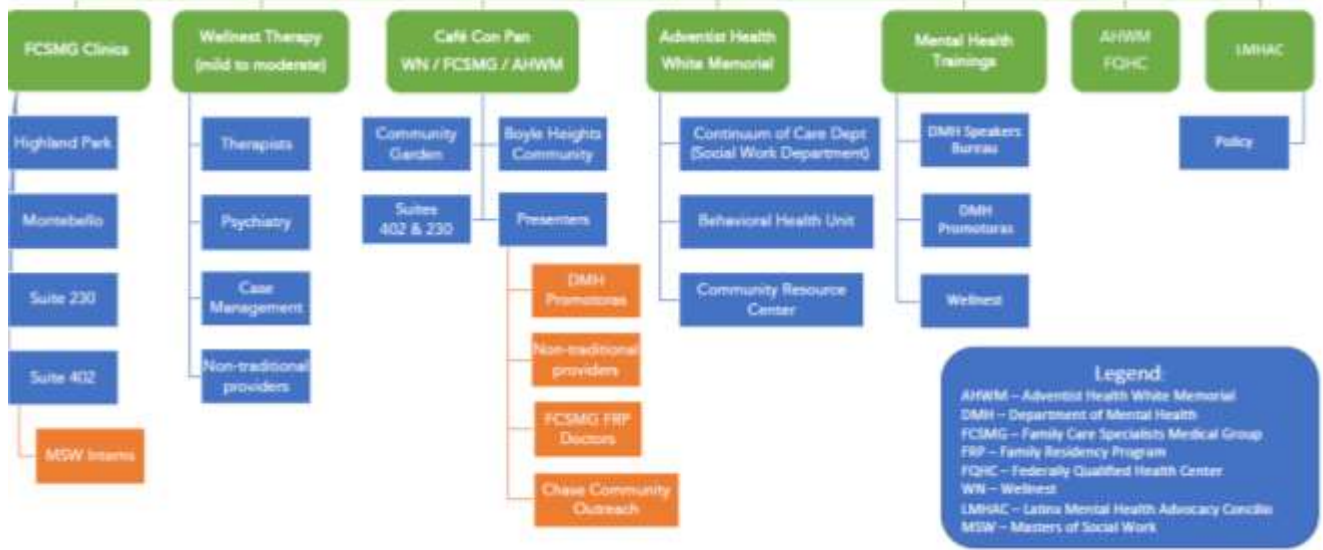 FCSMG Clinics
Wellnest Therapy
(mild to moderate)
Café Con Pan
WN / FCSMG / AHWM
Adventist Health
White Memorial
Mental Health
Trainings
AHWM
FQHC
LMHAC
Highland Park
Montebello
Suite 230
Suite 402
MSW Interns
Therapists
Psychiatry
Case
Management
Non-traditional
providers
Community
Garden
Suites
402 & 230
Boyle Heights
Community
Presenters
DMH
Promotoras
Non-traditional
providers
FCSMG FRP
Doctors
Chase Community
Outreach
Continuum of Care Dept
(Social Work Department)
Behavioral Health Unit
Community Resource
Center
DMH Speakers
Bureau
DMH
Promotoras
Wellnest
Policy
Legend:
AHWM – Adventist Health White Memorial
DMH – Department of Mental Health
FCSMG – Family Care Specialists Medical Group
FRP – Family Residency Program
FQHC – Federally Qualified Health Center
WN – Wellnest
LMHAC – Latinx Mental Health Advocacy Concilio
MSW – Masters of Social Work